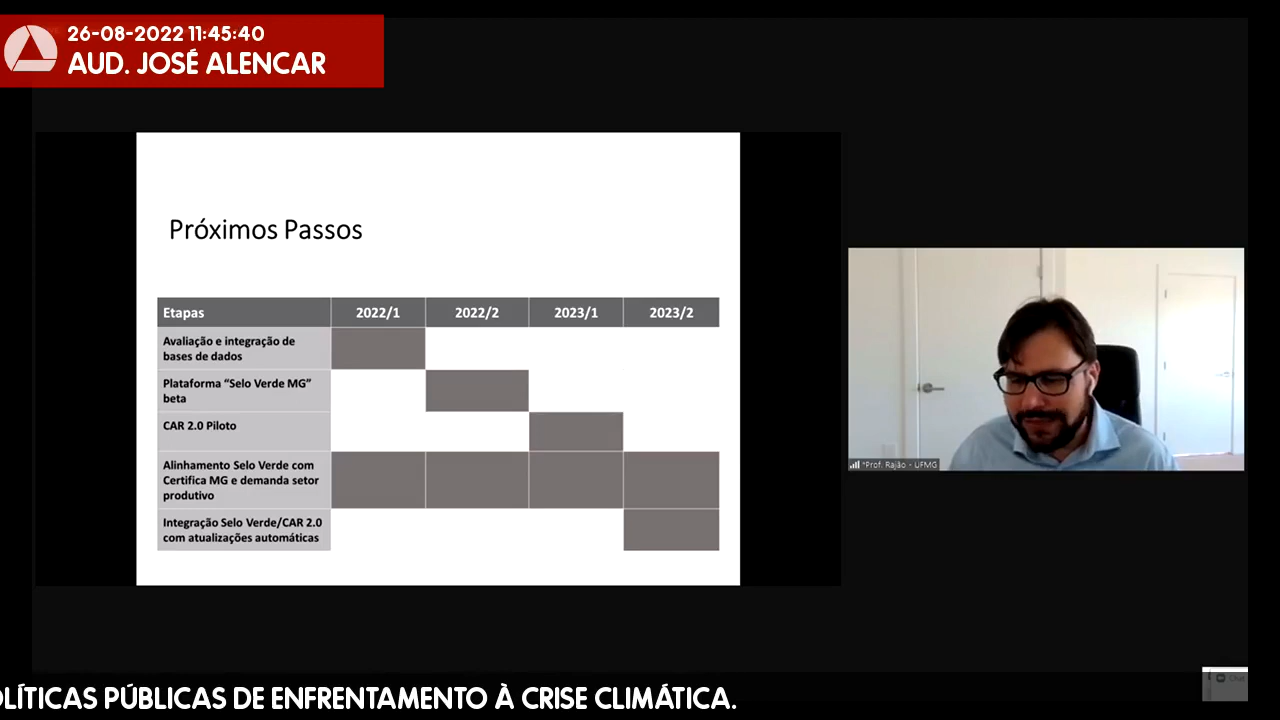 26-08-2022 11:45:40
AUD. JOSÉ ALENCAR
Próximos Passos
Etapas 2022/1 2022/2 2023/1 2023/2
Avaliação e integração de
bases de dados
Plataforma “Selo Verde MG”
beta
CAR 2.0 Piloto
Alinhamento Selo Verde com
Certifica MG e demanda setor
produtivo
Integração Selo Verde/CAR 2.0
com atualizações automáticas
*Prof. Rajão - UFMG
Chat
OLÍTICAS PÚBLICAS DE ENFRENTAMENTO À CRISE CLIMÁTICA.